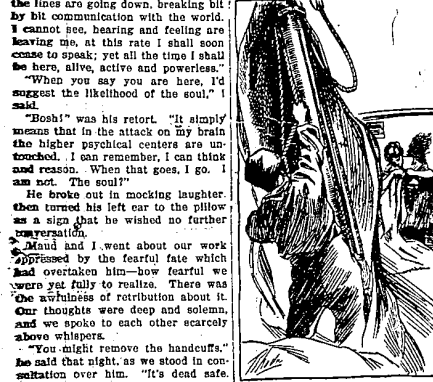 the lines are going down, breaking bit
by bit communication with the world.
I cannot see, hearing and feeling are
leaving me, at this rate I shall soon
cease to speak; yet all the time I shall
be here, alive, active and powerless."
"When you say you are here, I'd
suggest the likelihood of the soul," I
said.
"Bosh!" was his retort. "It simply
means that in the attack on my brain
the higher psychical centers are un-
touched. I can remember, I can think
and reason. When that goes, I go. I
am not. The soul?"
He broke out in mocking laughter.
then turned his left ear to the pillow
as a sign that he wished no further
conversation.
Maud and I went about our work
oppressed by the fearful fate which
had overtaken him—how fearful we
were yet fully to realize. There was
the awfulness of retribution about it.
Our thoughts were deep and solemn,
and we spoke to each other scarcely
above whispers.
"You might remove the handcuffs,"
he said that night, as we stood in con-
sultation over him. "It's dead safe.